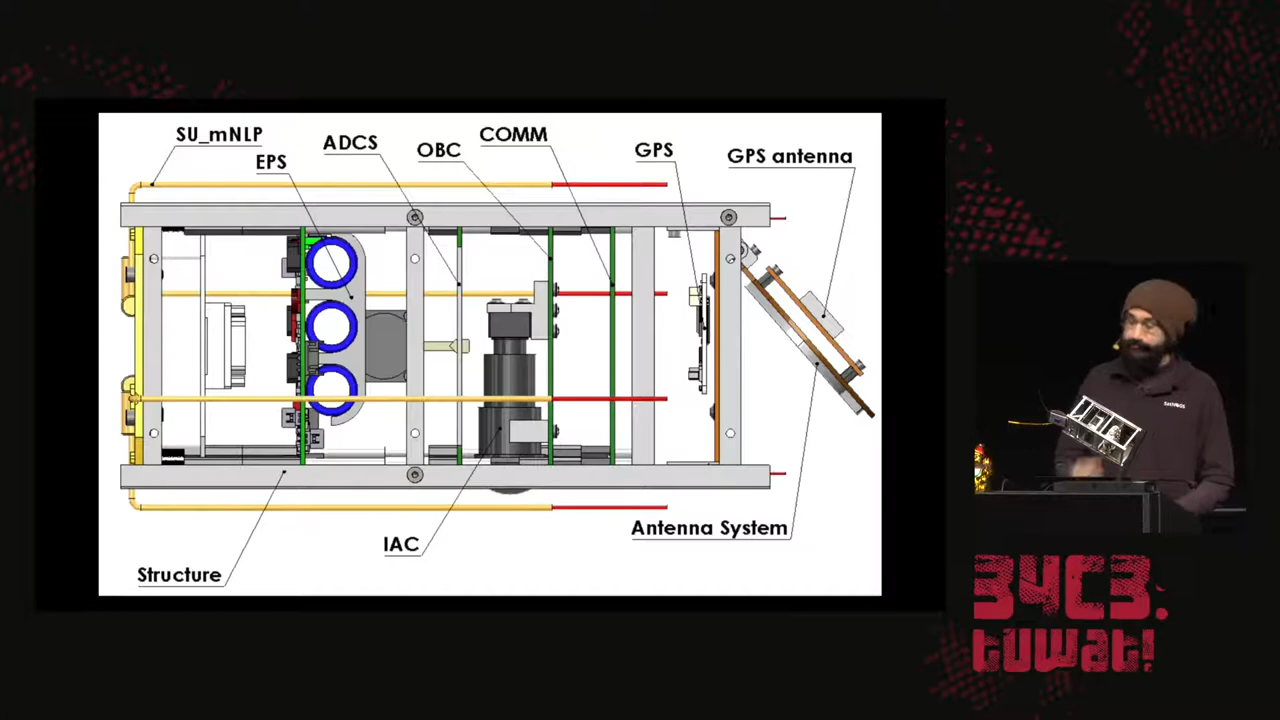 SU_mNLP
EPS
ADCS
OBC
COMM
GPS
GPS antenna
Antenna System
IAC
Structure
34C3:
tuwat!